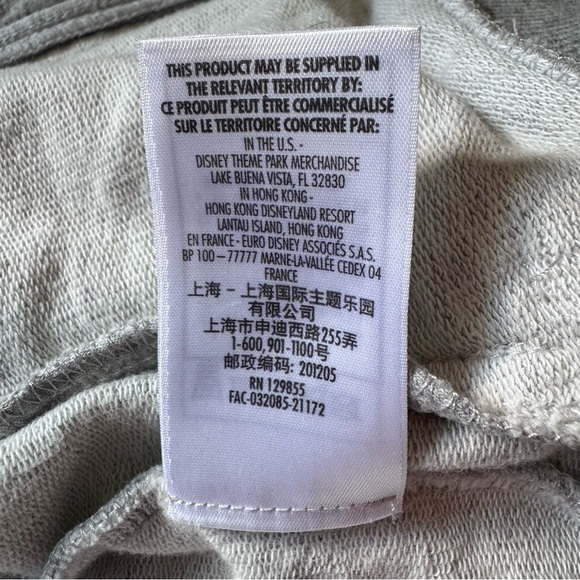 THIS PRODUCT MAY BE SUPPLIED IN
THE RELEVANT TERRITORY BY:
CE PRODUIT PEUT ÊTRE COMMERCIALISÉ
SUR LE TERRITOIRE CONCERNÉ PAR:
IN THE U.S. -
DISNEY THEME PARK MERCHANDISE
LAKE BUENA VISTA, FL 32830
IN HONG KONG -
HONG KONG DISNEYLAND RESORT
LANTAU ISLAND, HONG KONG
EN FRANCE - EURO DISNEY ASSOCIÉS S.A.S.
BP 100 – 77777 MARNE-LA-VALLÉE CEDEX 04
FRANCE
上海 – 上海国际主题乐园
有限公司
上海市申迪西路255弄
1-600,901-1100号
邮政编码: 201205
RN 129855
FAC-032085-21172